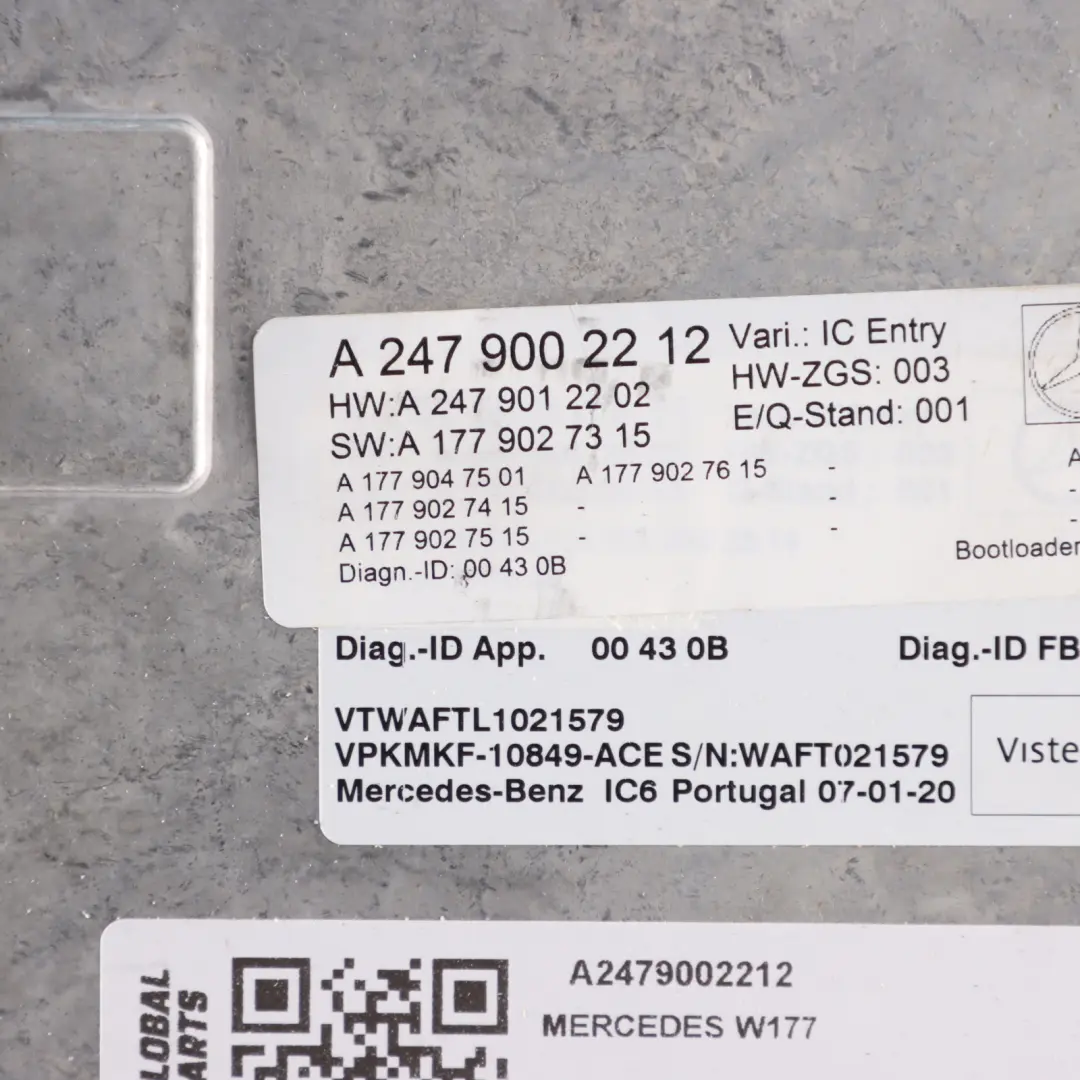 A 247 900 22 12
Vari.: IC Entry
HW:A 247 901 22 02
HW-ZGS: 003
SW:A 177 902 73 15
E/Q-Stand: 001
A 177 904 75 01 A 177 902 76 15 - A
A 177 902 74 15 - - -
A 177 902 75 15 - - -
Diagn.-ID: 00 43 0B
Bootloader
Diag.-ID App. 00 43 0B Diag.-ID FB
VTWAFTL1021579
VPKMKF-10849-ACE S/N:WAFT021579
Mercedes-Benz IC6 Portugal 07-01-20
Viste
LOBAL
ARTS
A2479002212
MERCEDES W177